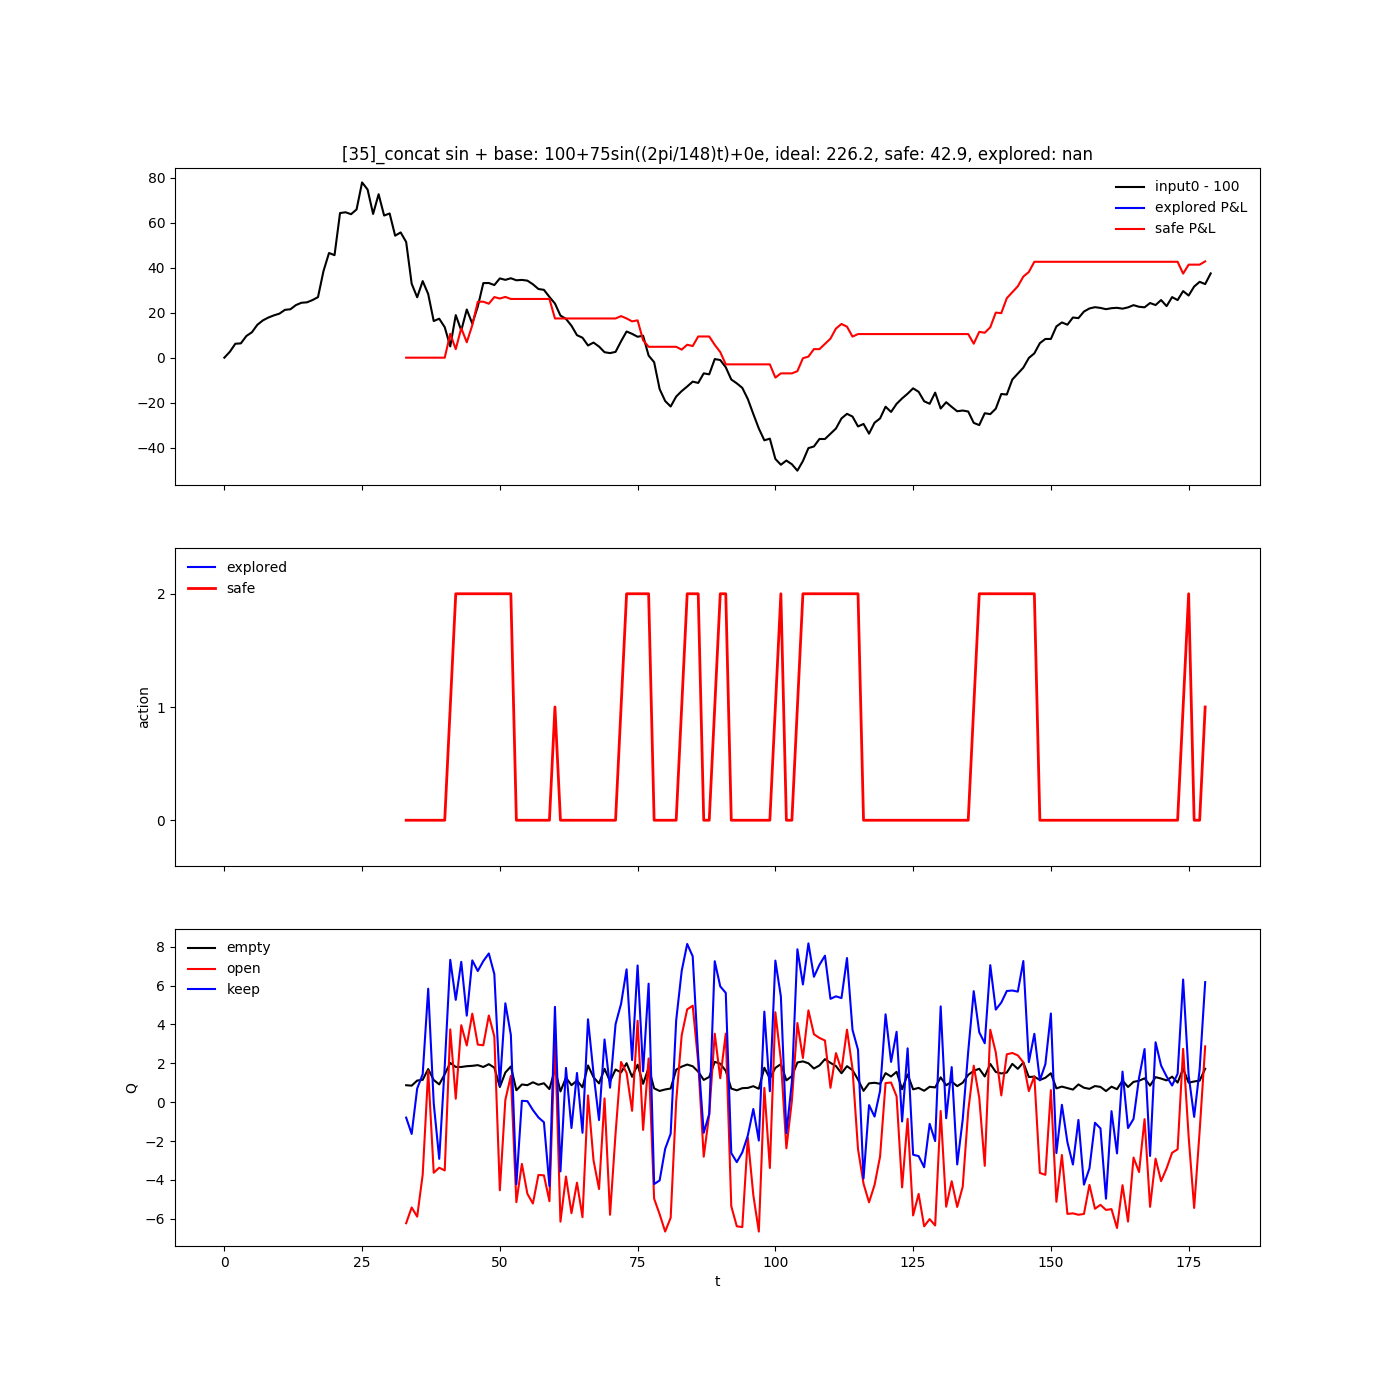 [35]_concat sin + base: 100+75sin((2pi/148)t)+0e, ideal: 226.2, safe: 42.9, explored: nan
80
60
40
20
0
−20
−40
input0 - 100
explored P&L
safe P&L
2
1
0
action
explored
safe
8
6
4
2
0
−2
−4
−6
Q
empty
open
keep
0 25 50 75 100 125 150 175
t